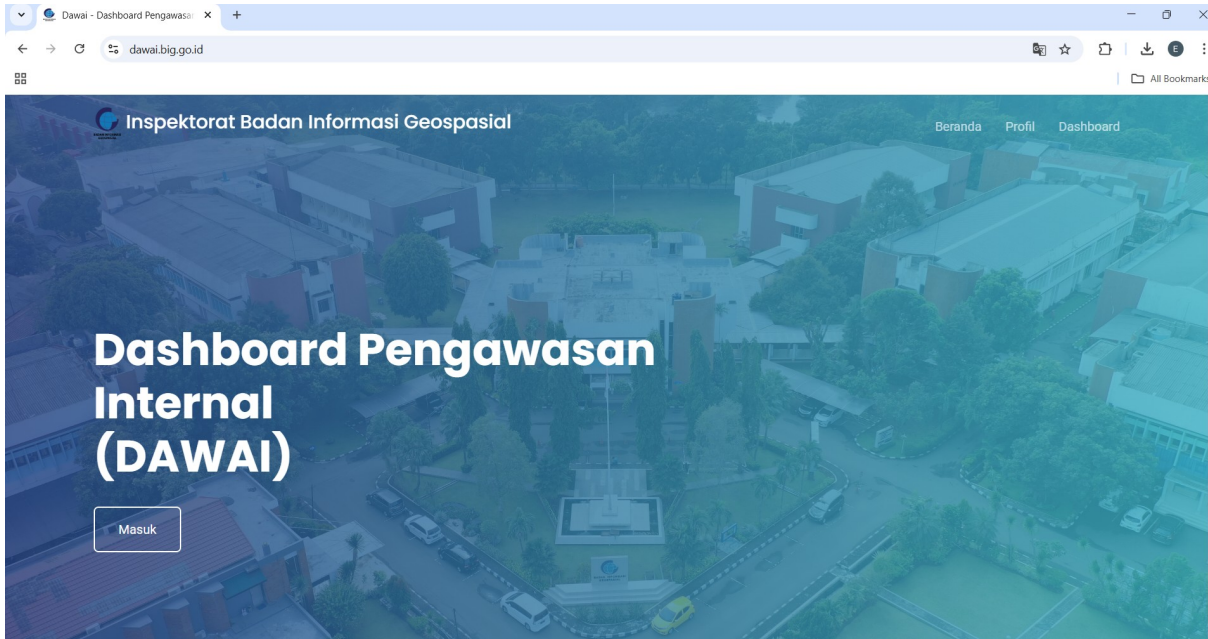 Dawai - Dashboard Pengawasa
dawai.big.go.id
All Bookmarks
Inspektorat Badan Informasi Geospasial
Beranda Profil Dashboard
Dashboard Pengawasan
Internal
(DAWAI)
Masuk
E